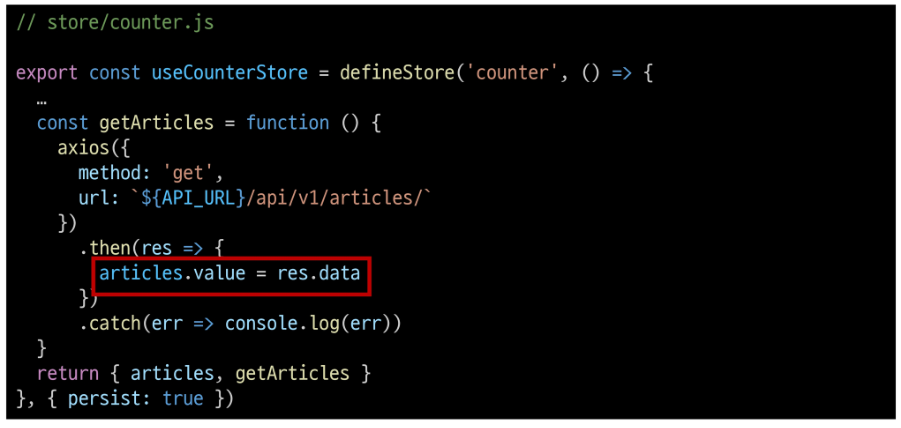 // store/counter.js
export const useCounterStore = defineStore('counter', () => {
…
const getArticles = function () {
axios({
method: 'get',
url: `${API_URL}/api/v1/articles/`
})
.then(res => {
articles.value = res.data
})
.catch(err => console.log(err))
}
return { articles, getArticles }
}, { persist: true })